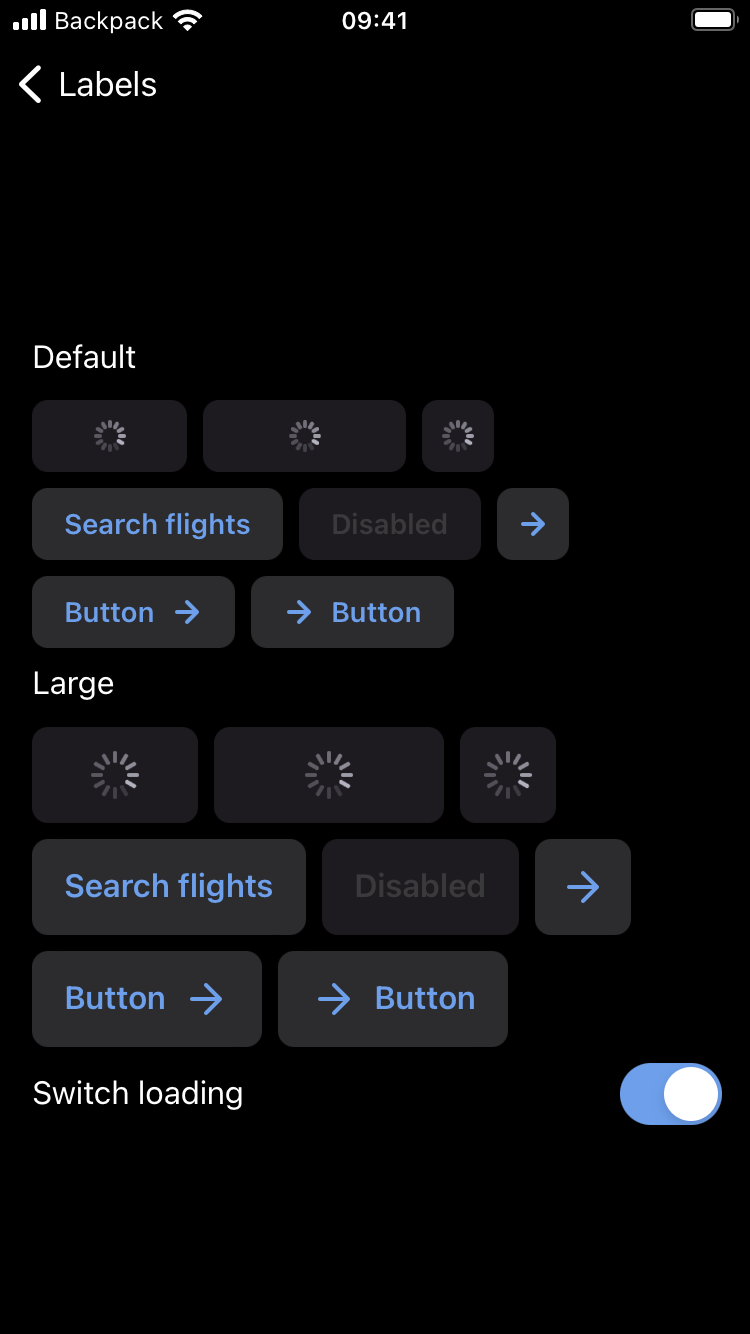 Backpack 09:41
Labels
Default
Search flights Disabled
Button Button
Large
Search flights Disabled
Button Button
Switch loading